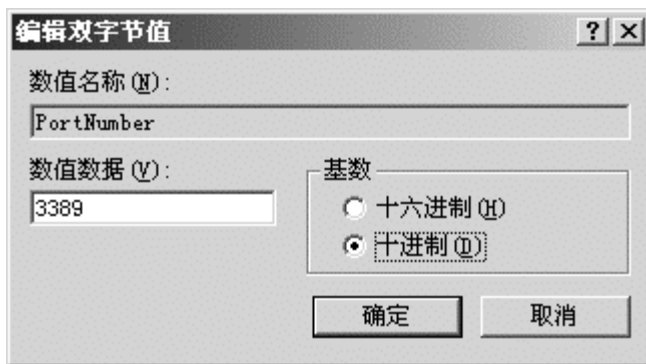 编辑双字节值
数值名称(N):
PortNumber
数值数据(V):
3389
基数
十六进制(H)
十进制(D)
确定
取消